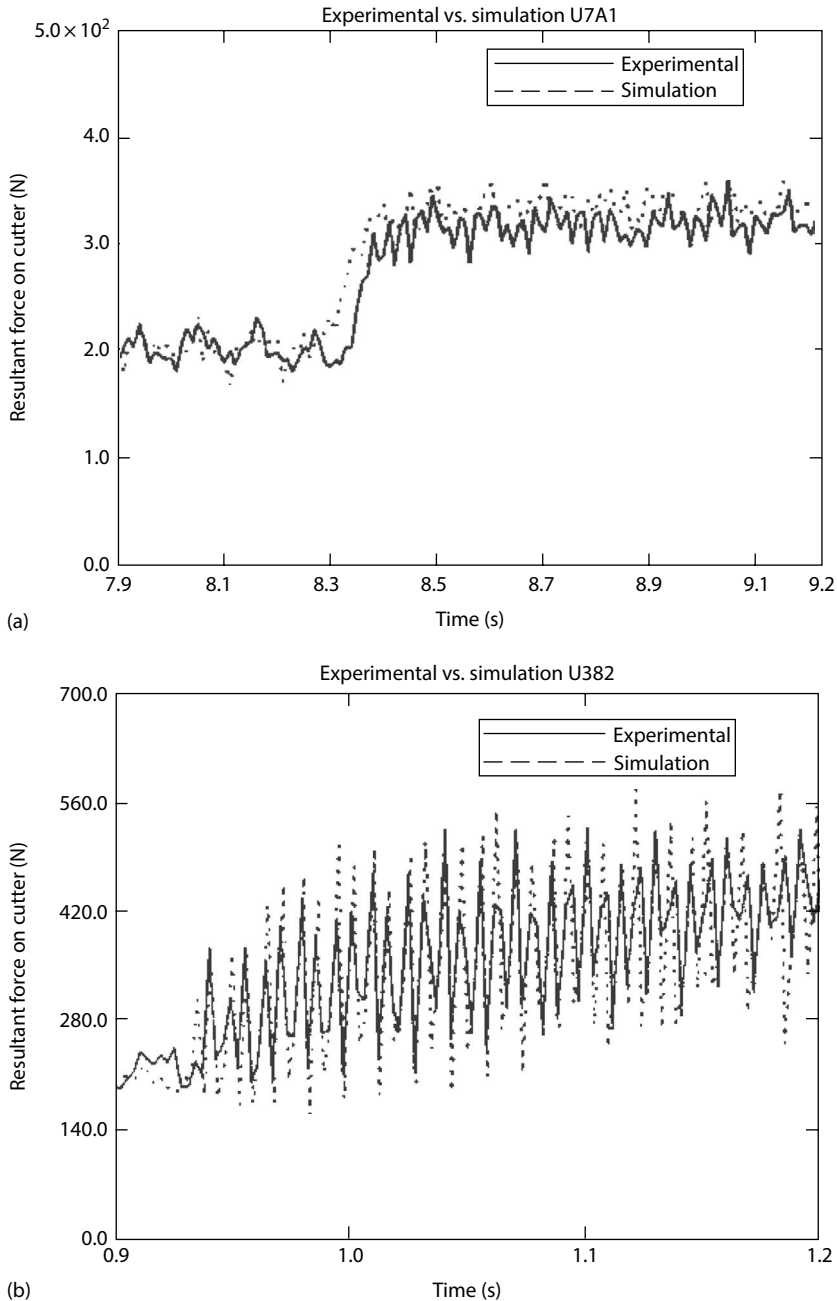 Experimental vs. simulation U7A1
5.0 × 10²
4.0
3.0
2.0
1.0
0.0
Resultant force on cutter (N)
Experimental
Simulation
7.9 8.1 8.3 8.5 8.7 8.9 9.1 9.2
Time (s)
(a)
Experimental vs. simulation U382
700.0
560.0
420.0
280.0
140.0
0.0
Resultant force on cutter (N)
Experimental
Simulation
0.9 1.0 1.1 1.2
Time (s)
(b)